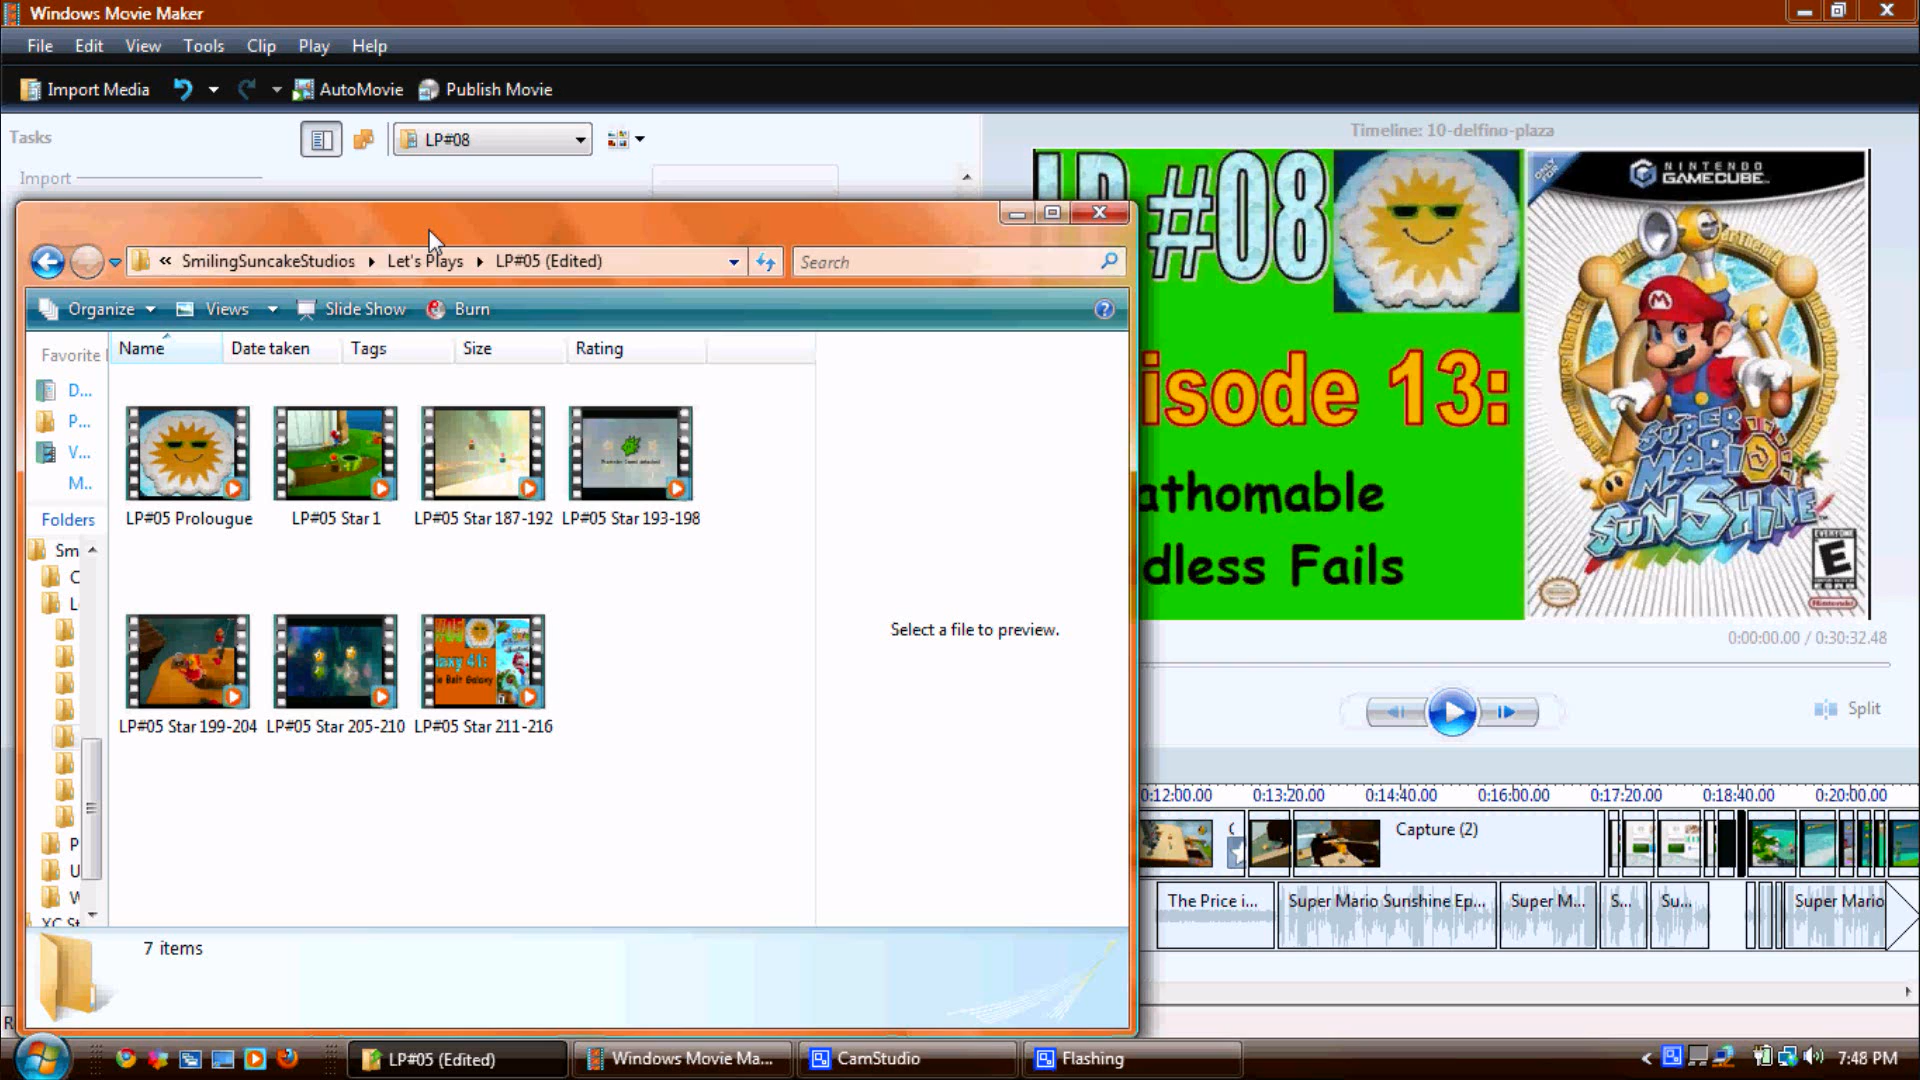 Windows Movie Maker
File Edit View Tools Clip Play Help
Import Media AutoMovie Publish Movie
Tasks
LP#08
Import
Timeline: 10-delfino-plaza
LP #08
isode 13:
athomable
dless Fails
ONLY FOR
NINTENDO
GAMECUBE
SUPER
MARIO
SUNSHINE
EVERYONE
E
Nintendo
0:00:00.00 / 0:30:32.48
Split
« SmilingSuncakeStudios Let's Plays LP#05 (Edited)
Search
Organize Views Slide Show Burn
Favorite
Name Date taken Tags Size Rating
D...
P...
V...
M..
Folders
Sm
LP#05 Prolougue
LP#05 Star 1
LP#05 Star 187-192
LP#05 Star 193-198
LP#05 Star 199-204
LP#05 Star 205-210
LP#05 Star 211-216
Select a file to preview.
7 items
0:12:00.00 0:13:20.00 0:14:40.00 0:16:00.00 0:17:20.00 0:18:40.00 0:20:00.00
Capture (2)
The Price i...
Super Mario Sunshine Ep...
Super M...
S...
Su...
Super Mario
LP#05 (Edited)
Windows Movie Ma...
CamStudio
Flashing
7:48 PM